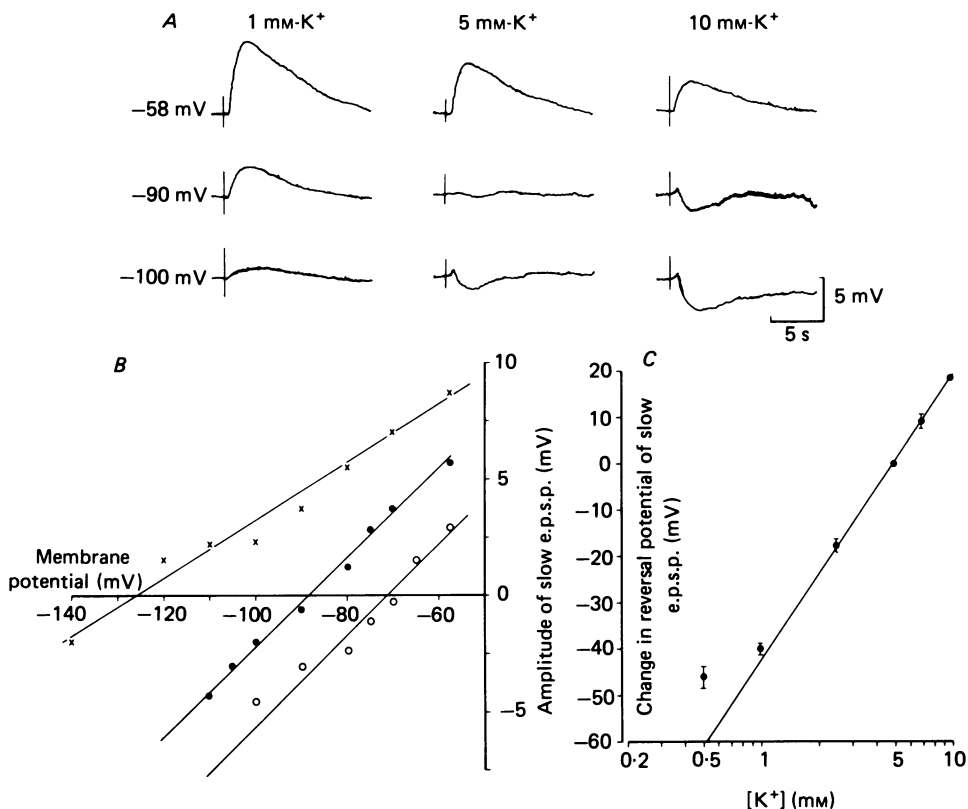 A
1 mM-K+ 5 mM-K+ 10 mM-K+
−58 mV
−90 mV
−100 mV
5 mV
5 s
B
Membrane
potential (mV)
−140 −120 −100 −80 −60
10
5
0
−5
Amplitude of slow e.p.s.p. (mV)
C
Change in reversal potential of slow
e.p.s.p. (mV)
20
10
0
−10
−20
−30
−40
−50
−60
0·2 0·5 1 5 10
[K+] (mM)